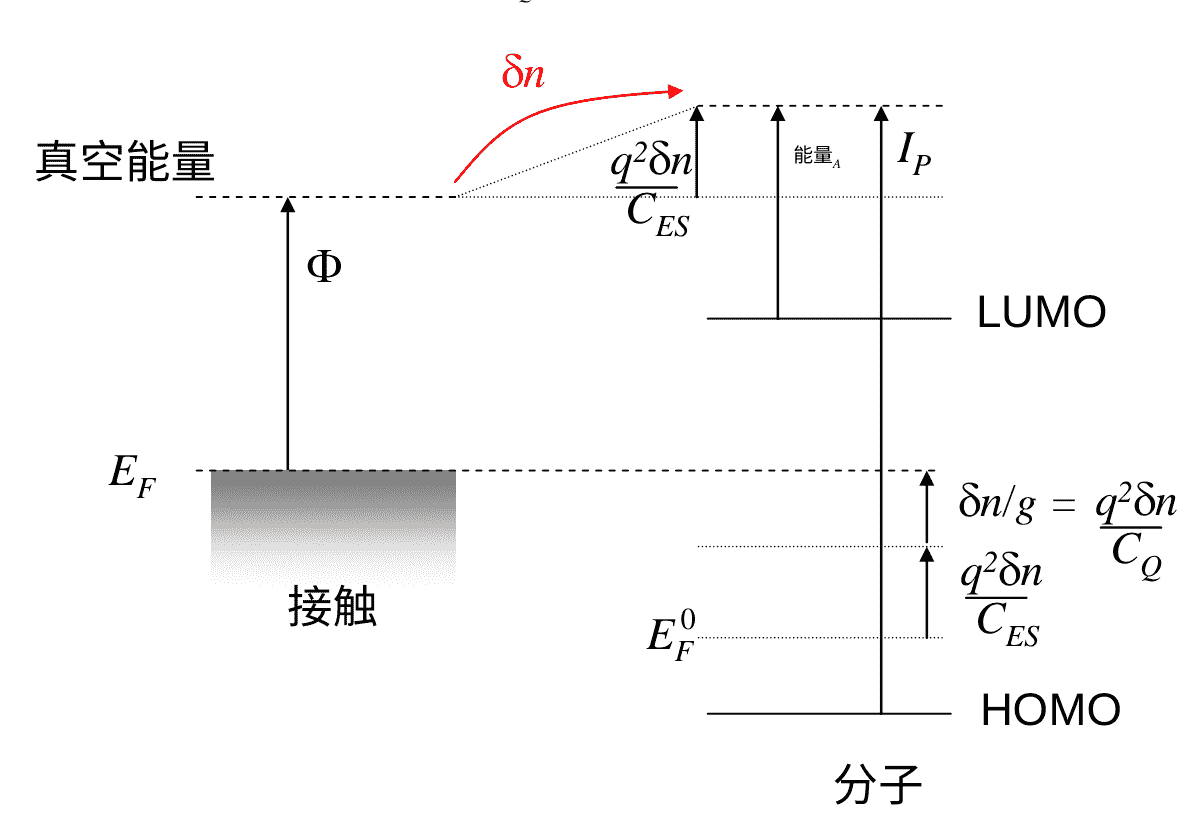 δn
真空能量
q²δn
C_ES
能量_A
I_P
Φ
LUMO
E_F
δn/g = q²δn
C_Q
q²δn
C_ES
接触
E_F^0
HOMO
分子